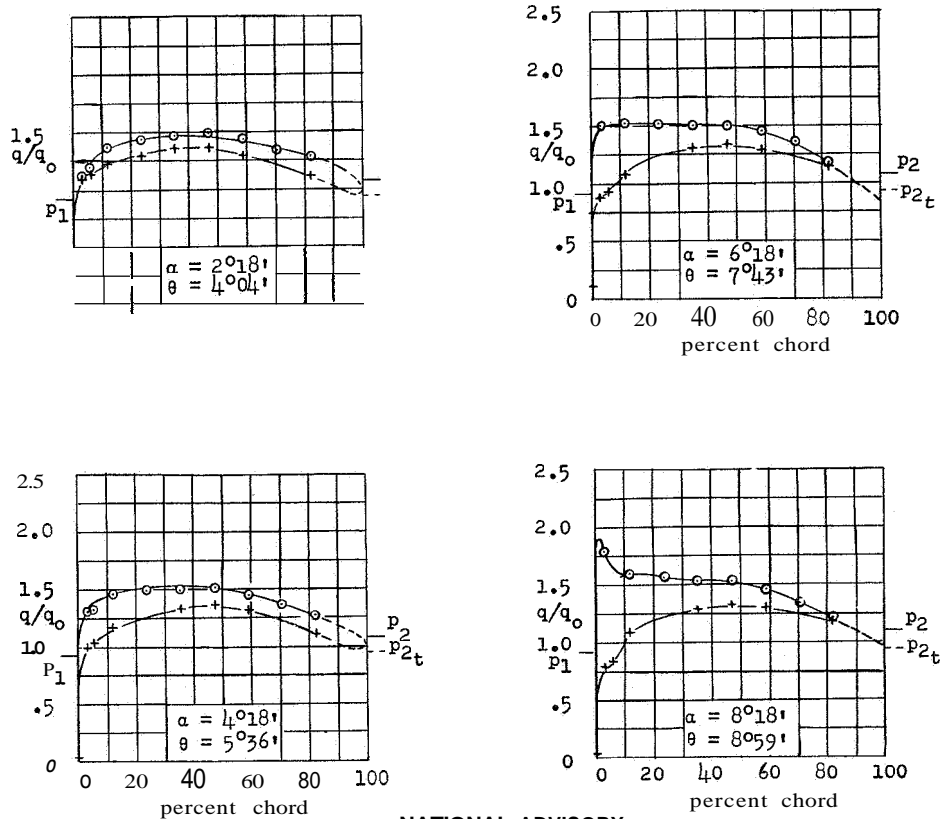 1.5
q/q₀
p₁
α = 2°18'
θ = 4°04'
2.5
2.0
1.5
q/q₀
1.0
p₁
.5
0
p₂
p₂ₜ
α = 6°18'
θ = 7°43'
0 20 40 60 80 100
percent chord
2.5
2.0
1.5
q/q₀
10
P₁
.5
0
p₂
p₂ₜ
α = 4°18'
θ = 5°36'
0 20 40 60 80 100
percent chord
2.5
2.0
1.5
q/q₀
1.0
p₁
.5
0
p₂
p₂ₜ
α = 8°18'
θ = 8°59'
0 20 40 60 80 100
percent chord
NATIONAL ADVISORY